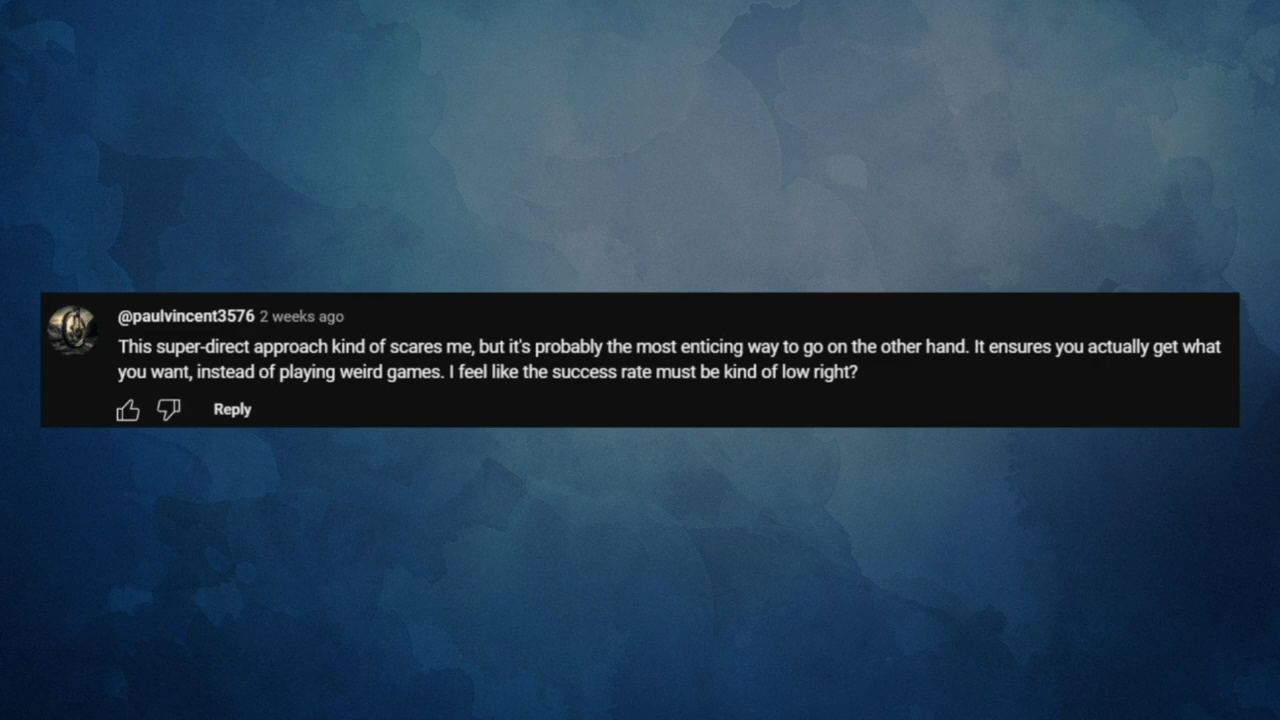 @paulvincent3576 2 weeks ago
This super-direct approach kind of scares me, but it's probably the most enticing way to go on the other hand. It ensures you actually get what
you want, instead of playing weird games. I feel like the success rate must be kind of low right?
Reply